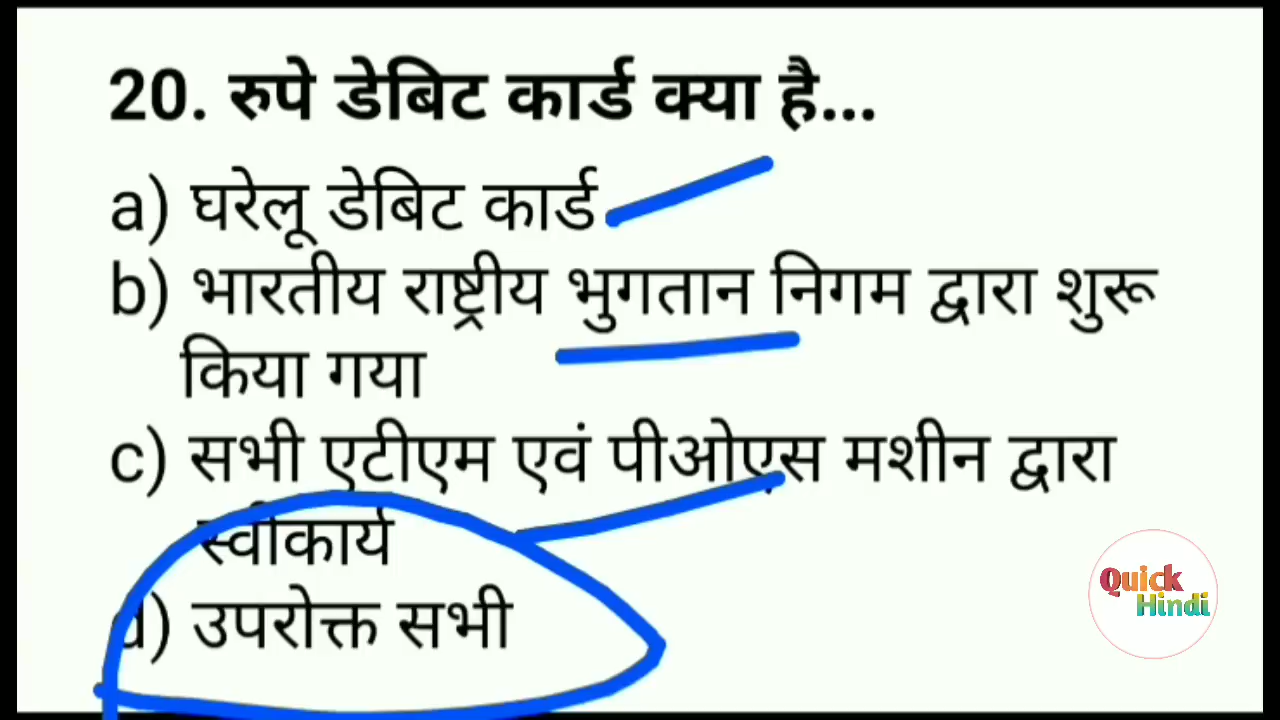 20. रुपे डेबिट कार्ड क्या है...
a) घरेलू डेबिट कार्ड
b) भारतीय राष्ट्रीय भुगतान निगम द्वारा शुरू
किया गया
c) सभी एटीएम एवं पीओएस मशीन द्वारा
स्वीकार्य
d) उपरोक्त सभी
Quick
Hindi